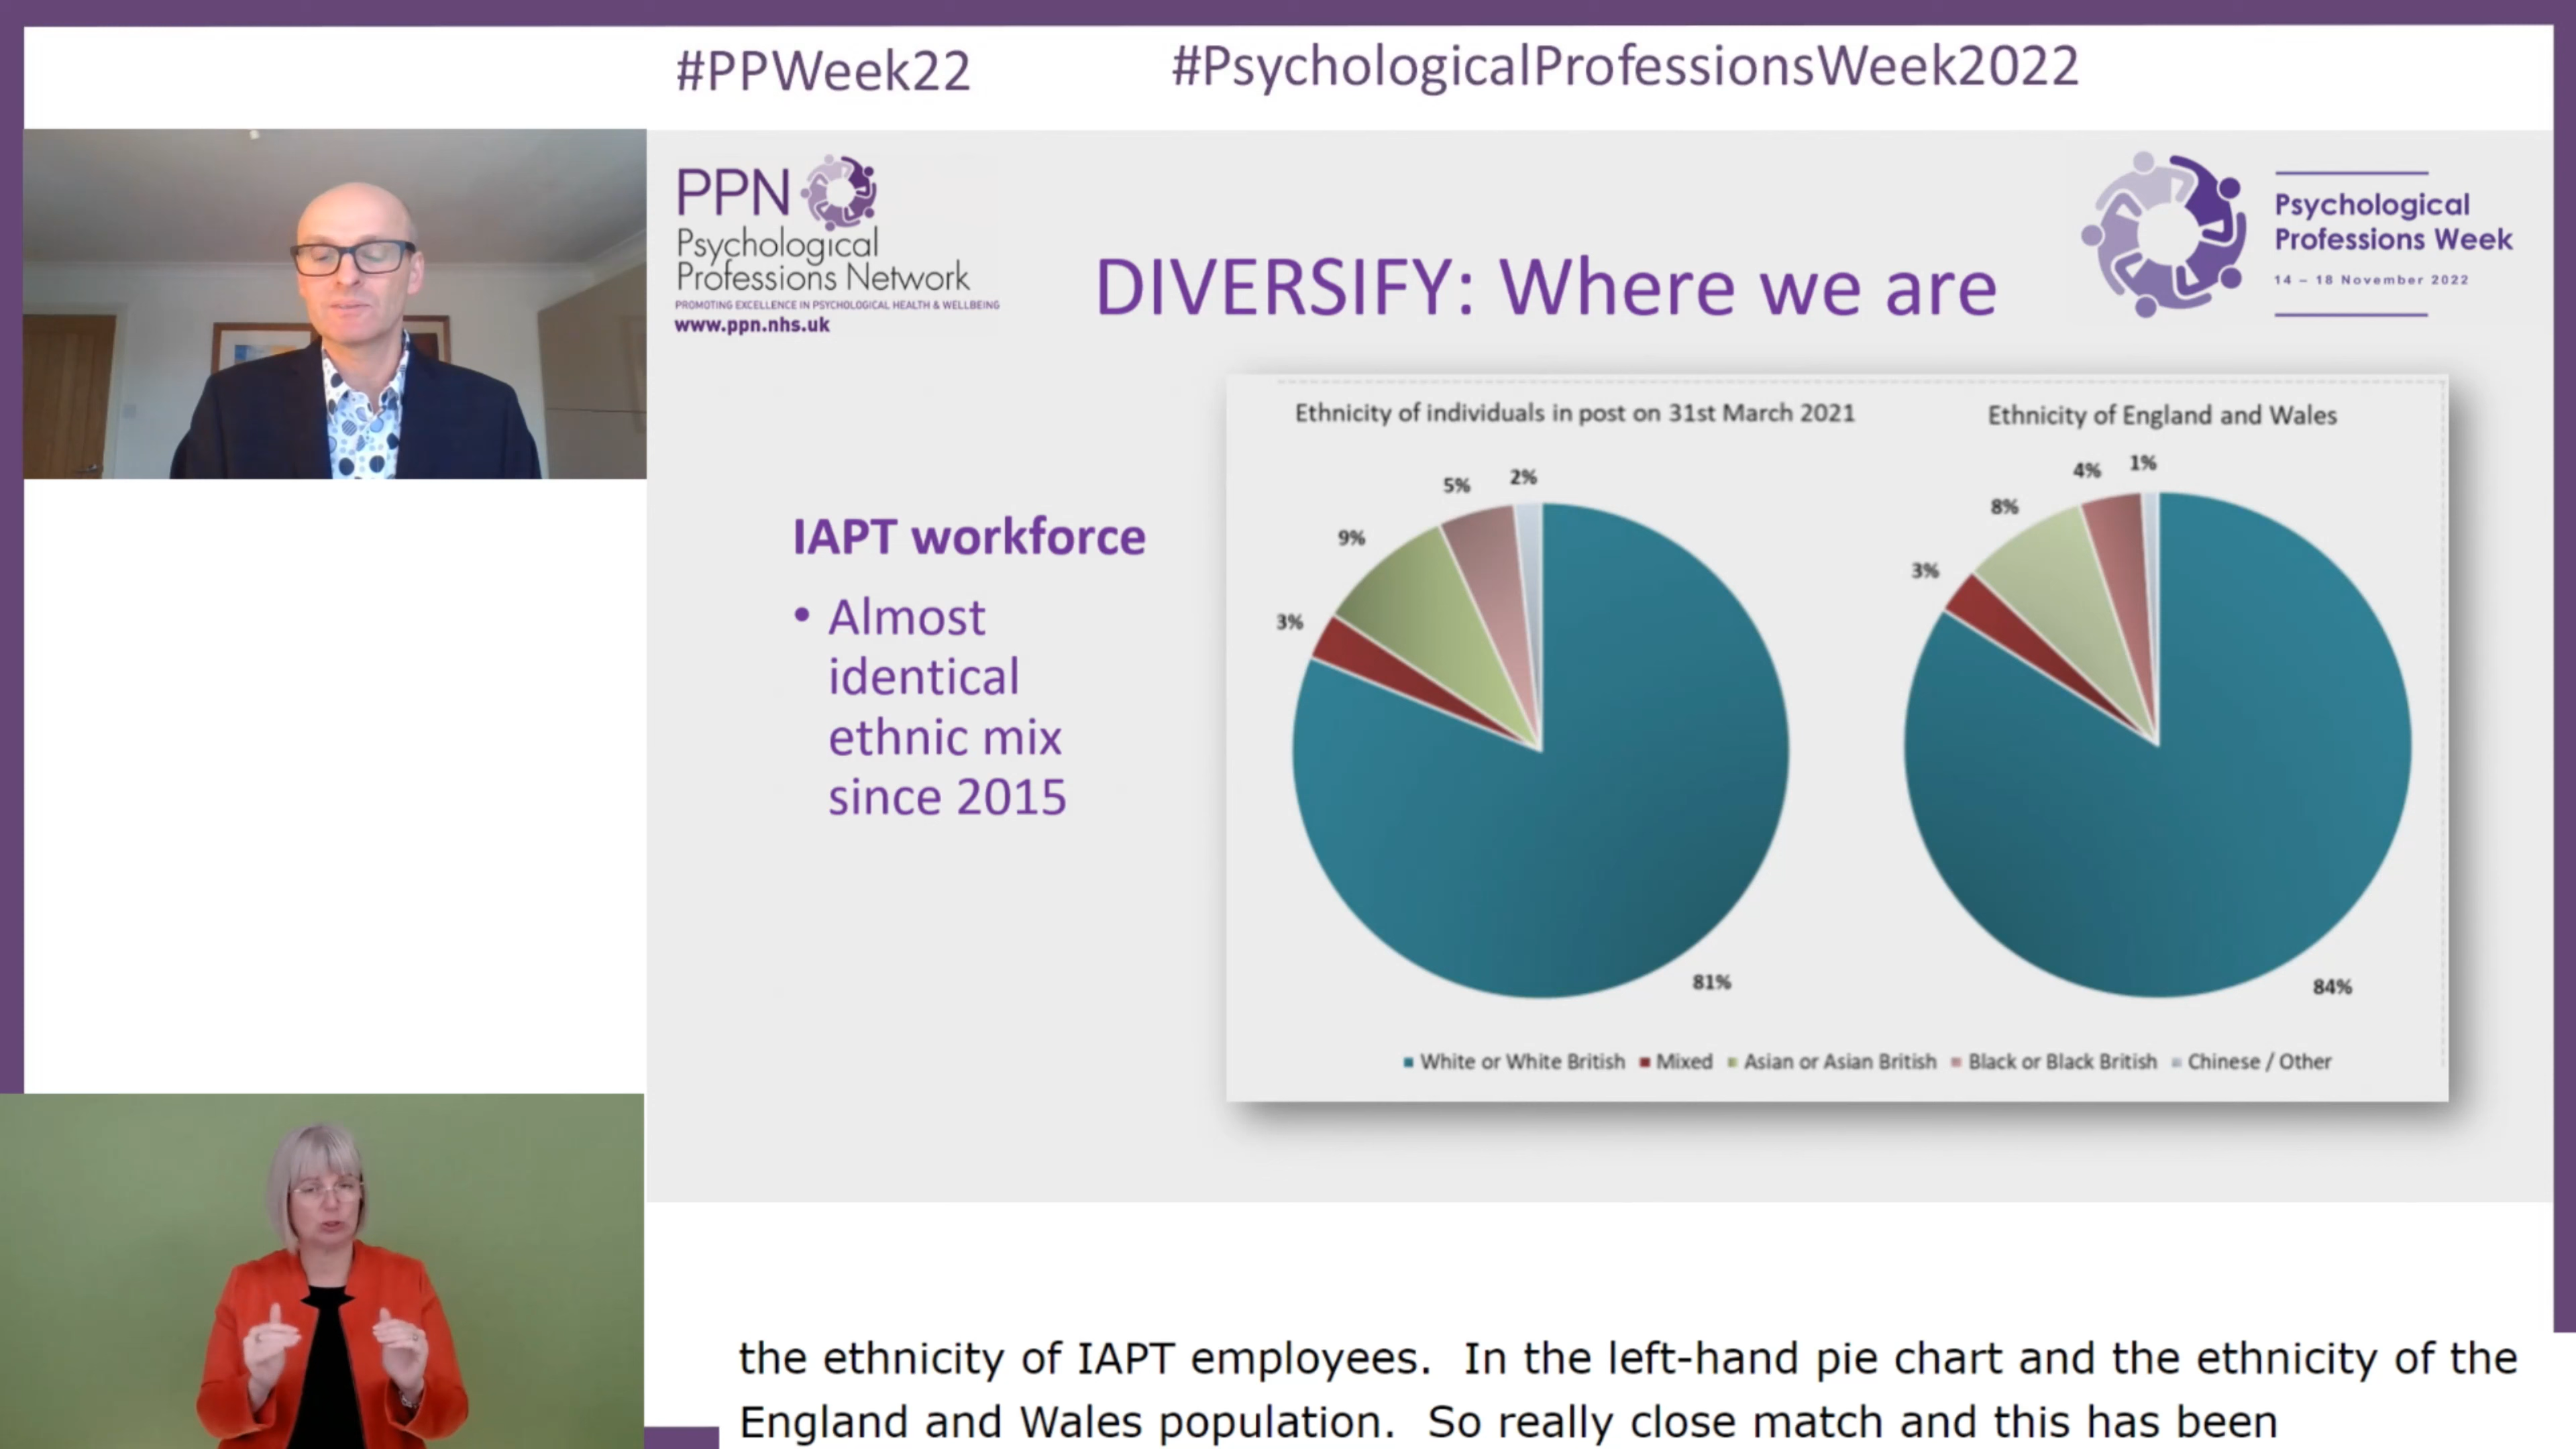 #PPWeek22
#PsychologicalProfessionsWeek2022
PPN
Psychological
Professions Network
PROMOTING EXCELLENCE IN PSYCHOLOGICAL HEALTH & WELLBEING
www.ppn.nhs.uk
DIVERSIFY: Where we are
Psychological
Professions Week
14 – 18 November 2022
IAPT workforce
• Almost
identical
ethnic mix
since 2015
Ethnicity of individuals in post on 31st March 2021
2%
5%
9%
3%
81%
Ethnicity of England and Wales
1%
4%
8%
3%
84%
White or White British Mixed Asian or Asian British Black or Black British Chinese / Other
the ethnicity of IAPT employees.  In the left-hand pie chart and the ethnicity of the
England and Wales population.  So really close match and this has been